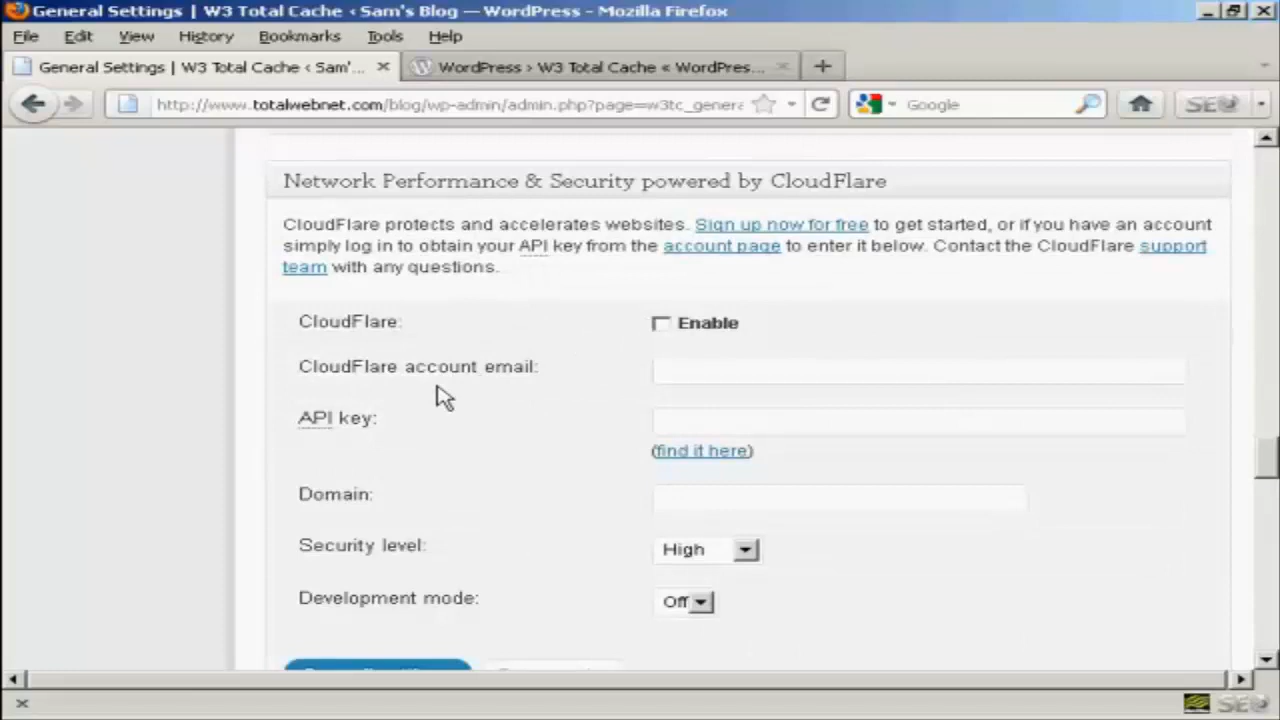 General Settings | W3 Total Cache ‹ Sam's Blog — WordPress - Mozilla Firefox
File Edit View History Bookmarks Tools Help
General Settings | W3 Total Cache ‹ Sam'... WordPress › W3 Total Cache « WordPres...
http://www.totalwebnet.com/blog/wp-admin/admin.php?page=w3tc_genera Google
Network Performance & Security powered by CloudFlare
CloudFlare protects and accelerates websites. Sign up now for free to get started, or if you have an account
simply log in to obtain your API key from the account page to enter it below. Contact the CloudFlare support
team with any questions.
CloudFlare: Enable
CloudFlare account email:
API key:
(find it here)
Domain:
Security level: High
Development mode: Off